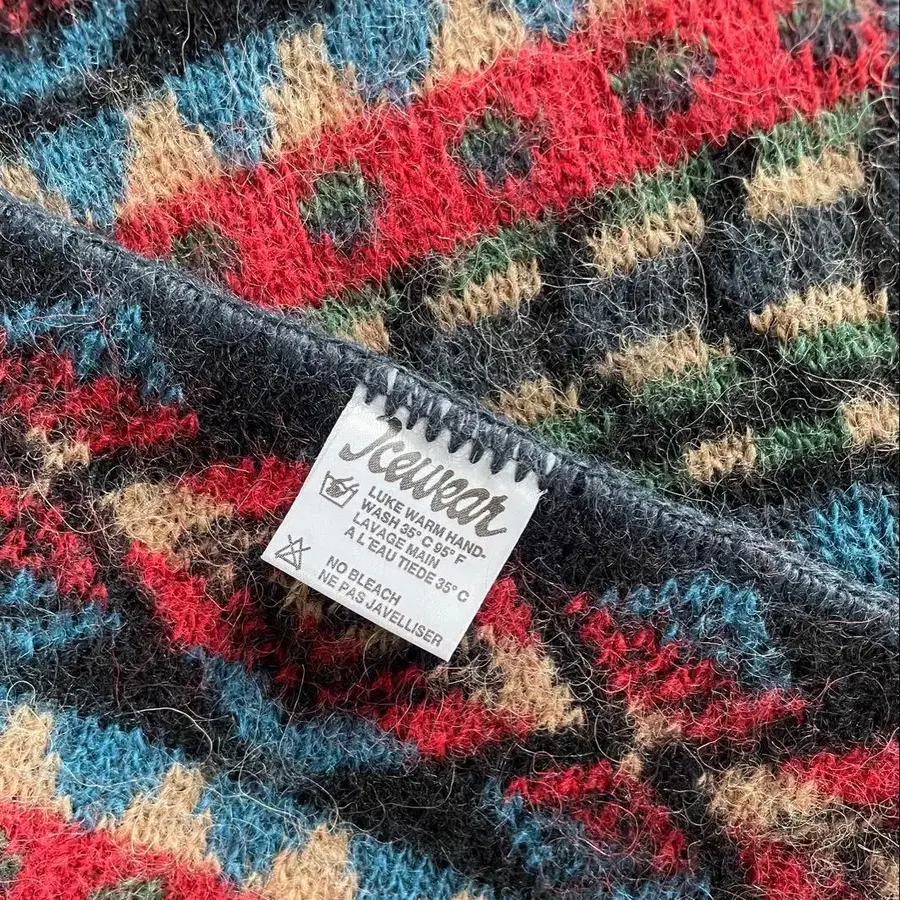 Icewear
LUKE WARM HAND-
WASH 35° C 95° F
LAVAGE MAIN
A L'EAU TIEDE 35° C
NO BLEACH
NE PAS JAVELLISER